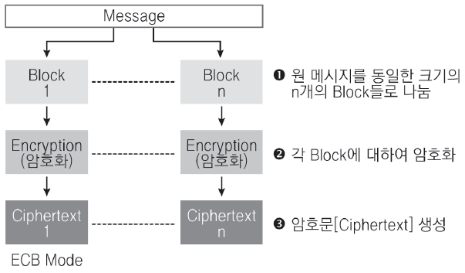 Message
Block
1
Block
n
❶ 원 메시지를 동일한 크기의
n개의 Block들로 나눔
Encryption
(암호화)
Encryption
(암호화)
❷ 각 Block에 대하여 암호화
Ciphertext
1
Ciphertext
n
❸ 암호문[Ciphertext] 생성
ECB Mode